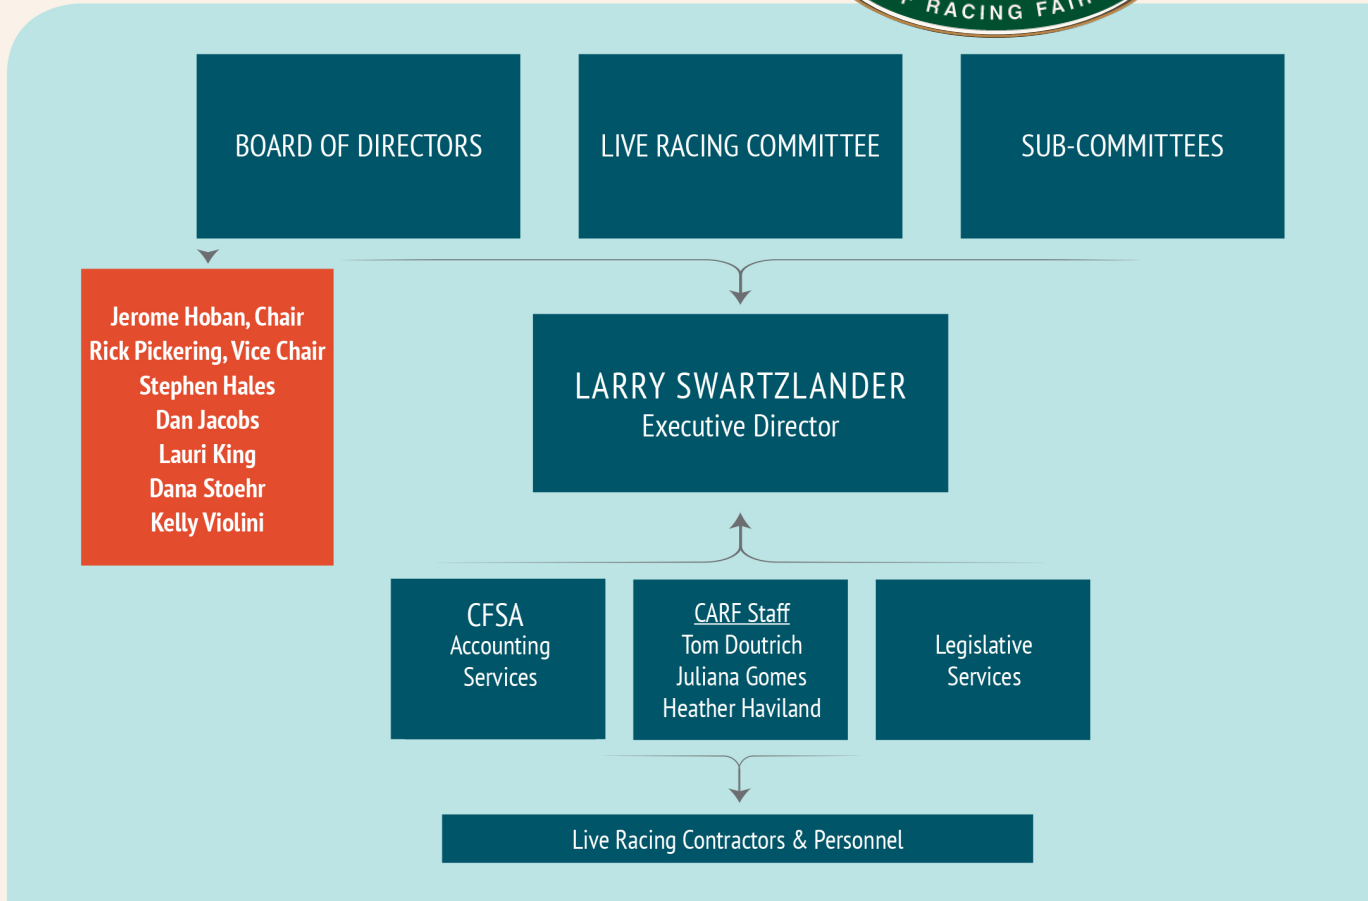 RACING FAIR
BOARD OF DIRECTORS
LIVE RACING COMMITTEE
SUB-COMMITTEES
Jerome Hoban, Chair
Rick Pickering, Vice Chair
Stephen Hales
Dan Jacobs
Lauri King
Dana Stoehr
Kelly Violini
LARRY SWARTZLANDER
Executive Director
CFSA
Accounting
Services
CARF Staff
Tom Doutrich
Juliana Gomes
Heather Haviland
Legislative
Services
Live Racing Contractors & Personnel